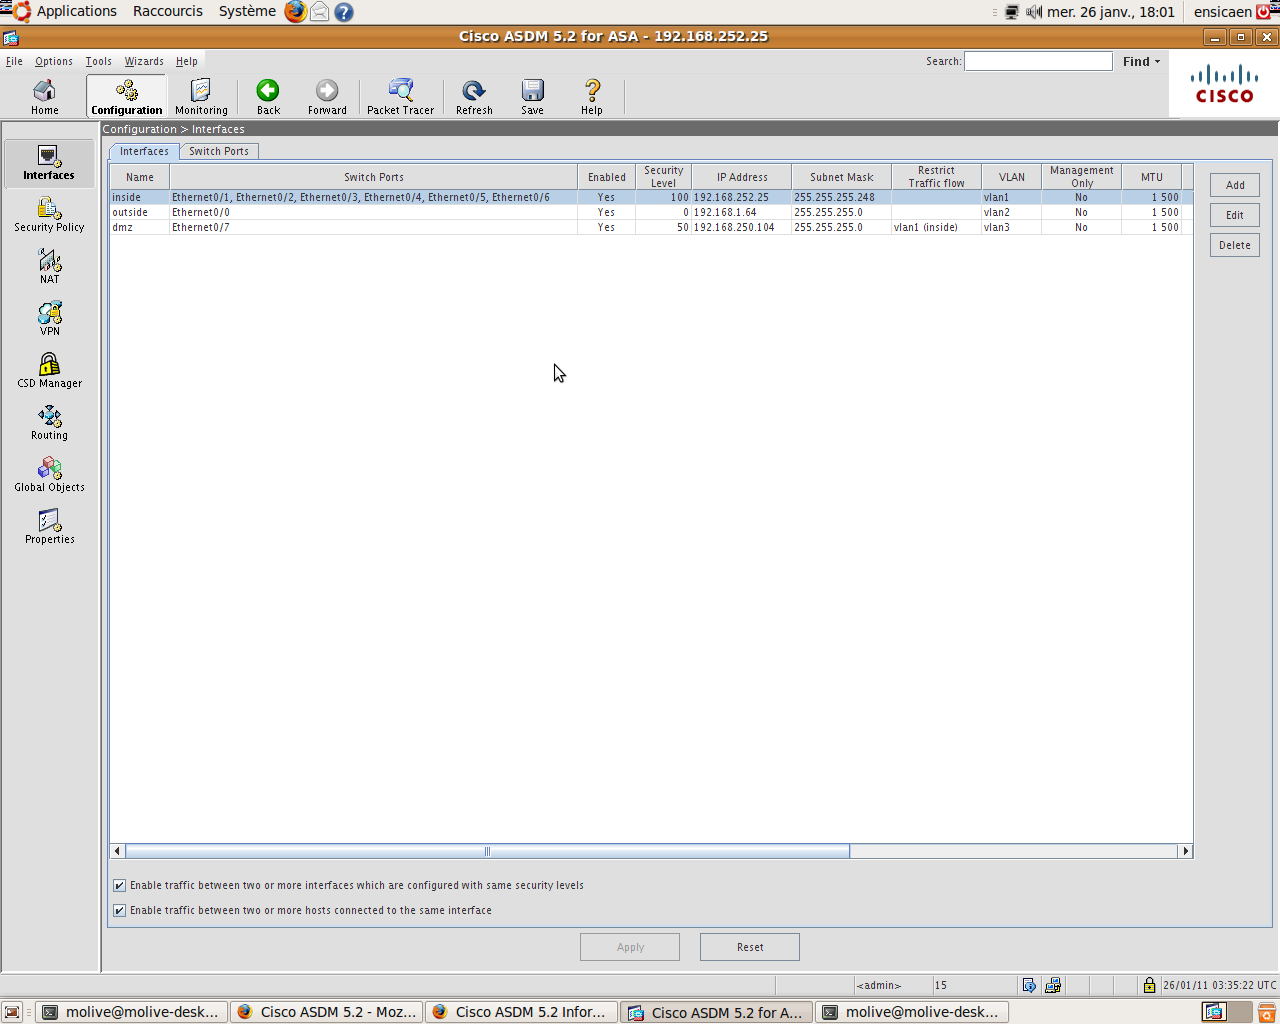 Applications Raccourcis Système mer. 26 janv., 18:01 ensicaen
Cisco ASDM 5.2 for ASA - 192.168.252.25
File Options Tools Wizards Help Search: Find
Home Configuration Monitoring Back Forward Packet Tracer Refresh Save Help
CISCO
Configuration > Interfaces
Interfaces
Security Policy
NAT
VPN
CSD Manager
Routing
Global Objects
Properties
Interfaces Switch Ports
Name Switch Ports Enabled Security Level IP Address Subnet Mask Restrict Traffic flow VLAN Management Only MTU
inside Ethernet0/1, Ethernet0/2, Ethernet0/3, Ethernet0/4, Ethernet0/5, Ethernet0/6 Yes 100 192.168.252.25 255.255.255.248 vlan1 No 1 500
outside Ethernet0/0 Yes 0 192.168.1.64 255.255.255.0 vlan2 No 1 500
dmz Ethernet0/7 Yes 50 192.168.250.104 255.255.255.0 vlan1 (inside) vlan3 No 1 500
Add
Edit
Delete
Enable traffic between two or more interfaces which are configured with same security levels
Enable traffic between two or more hosts connected to the same interface
Apply Reset
<admin> 15 26/01/11 03:35:22 UTC
molive@molive-desk... Cisco ASDM 5.2 - Moz... Cisco ASDM 5.2 Infor... Cisco ASDM 5.2 for A... molive@molive-desk...